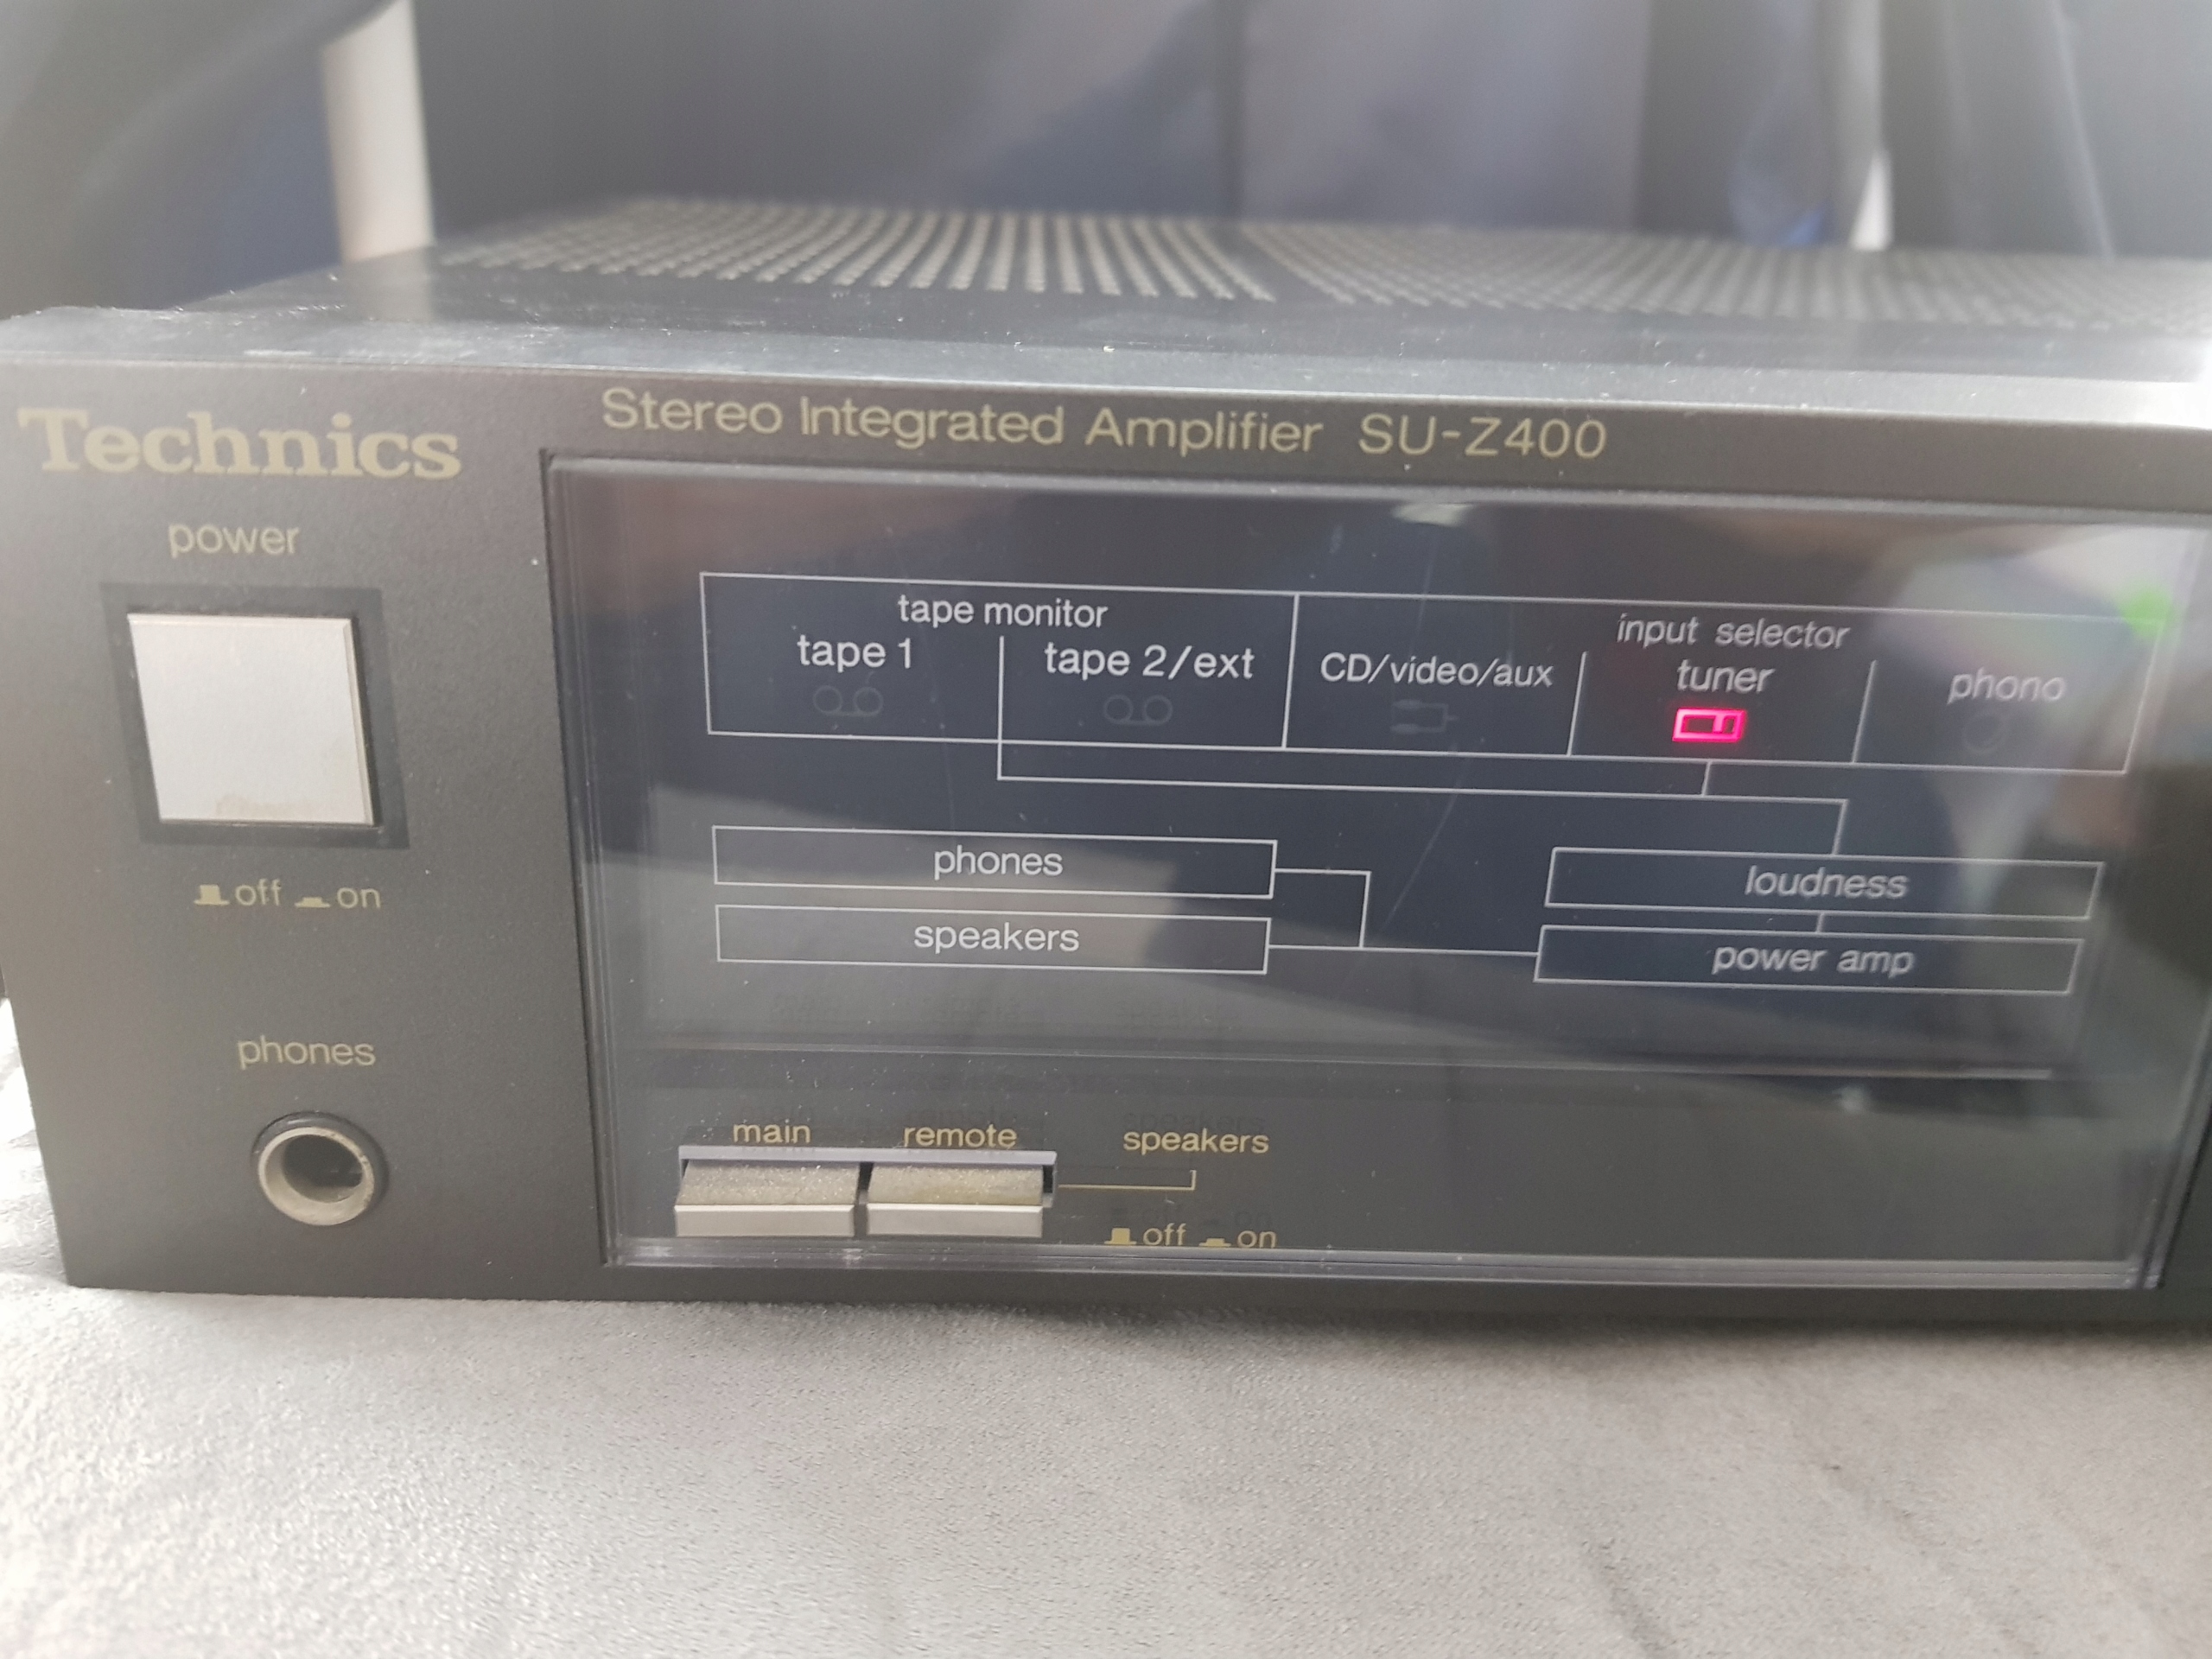 Technics
Stereo Integrated Amplifier SU-Z400
power
off on
phones
tape monitor
tape 1
tape 2/ext
CD/video/aux
input selector
tuner
phono
phones
speakers
loudness
power amp
main
remote
speakers
off on